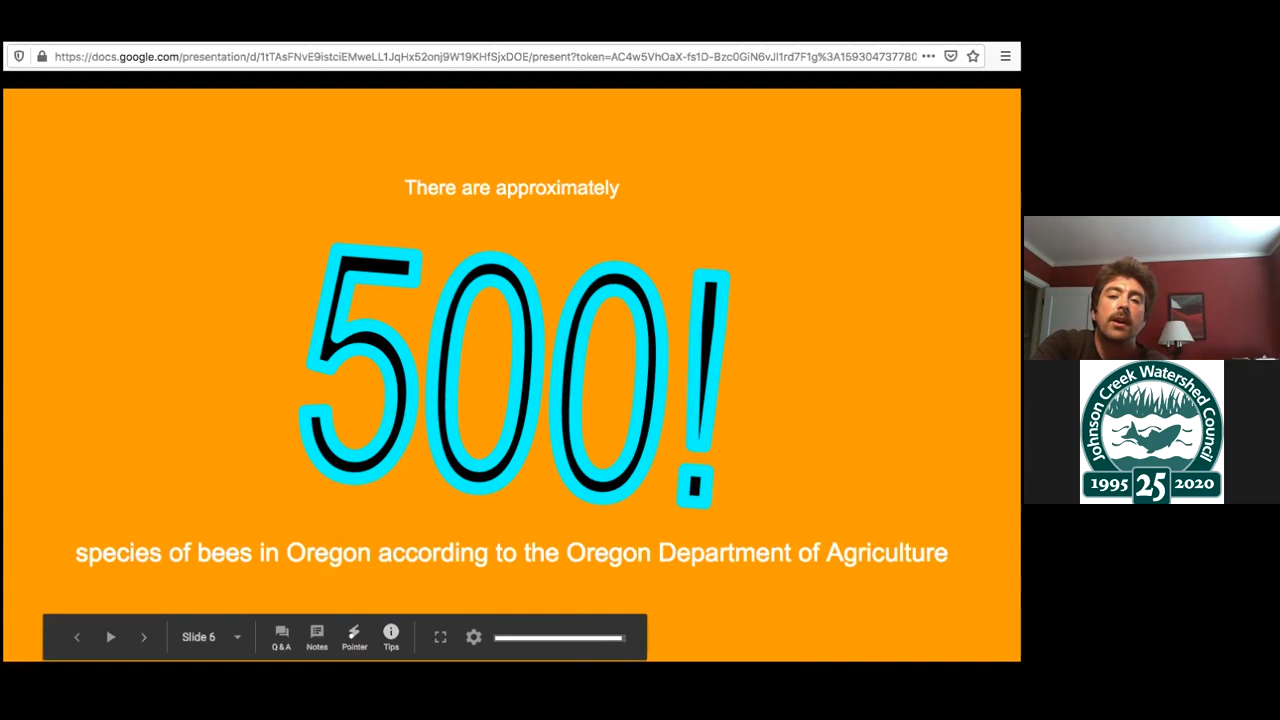 https://docs.google.com/presentation/d/1tTAsFNvE9istciEMweLL1JqHx52onj9W19KHfSjxDOE/present?token=AC4w5VhOaX-fs1D-Bzc0GiN6vJl1rd7F1g%3A159304737780
There are approximately
500!
species of bees in Oregon according to the Oregon Department of Agriculture
Slide 6
Q & A
Notes
Pointer
Tips
Johnson Creek Watershed Council
1995 25 2020